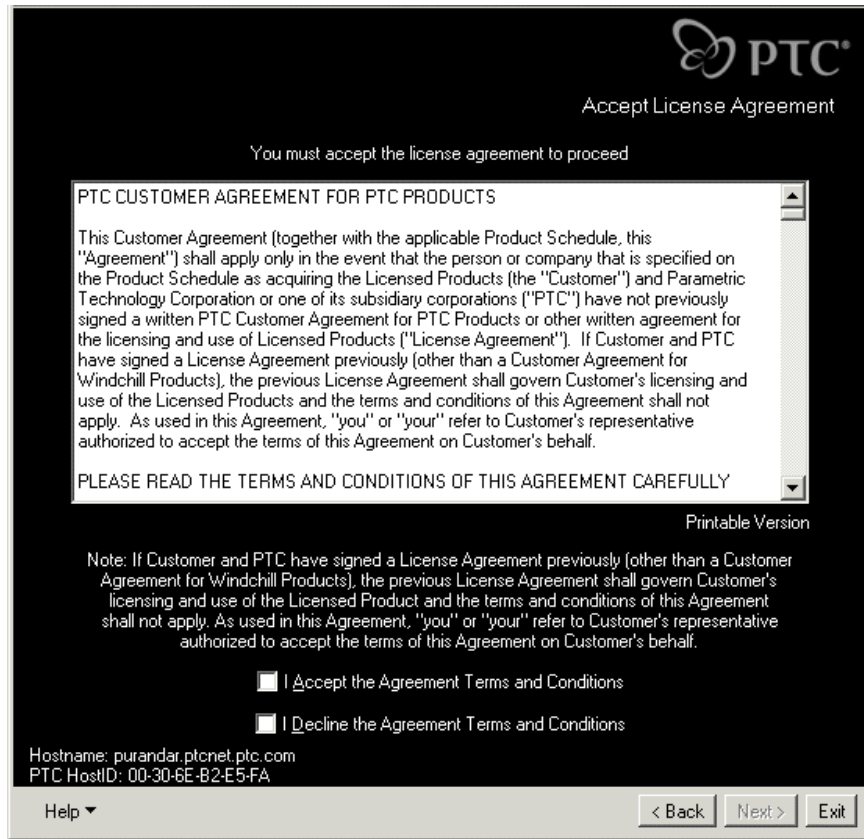 PTC®
Accept License Agreement
You must accept the license agreement to proceed
PTC CUSTOMER AGREEMENT FOR PTC PRODUCTS
This Customer Agreement (together with the applicable Product Schedule, this
"Agreement") shall apply only in the event that the person or company that is specified on
the Product Schedule as acquiring the Licensed Products (the "Customer") and Parametric
Technology Corporation or one of its subsidiary corporations ("PTC") have not previously
signed a written PTC Customer Agreement for PTC Products or other written agreement for
the licensing and use of Licensed Products ("License Agreement"). If Customer and PTC
have signed a License Agreement previously (other than a Customer Agreement for
Windchill Products), the previous License Agreement shall govern Customer's licensing and
use of the Licensed Products and the terms and conditions of this Agreement shall not
apply. As used in this Agreement, "you" or "your" refer to Customer's representative
authorized to accept the terms of this Agreement on Customer's behalf.
PLEASE READ THE TERMS AND CONDITIONS OF THIS AGREEMENT CAREFULLY
Printable Version
Note: If Customer and PTC have signed a License Agreement previously (other than a Customer
Agreement for Windchill Products), the previous License Agreement shall govern Customer's
licensing and use of the Licensed Product and the terms and conditions of this Agreement
shall not apply. As used in this Agreement, "you" or "your" refer to Customer's representative
authorized to accept the terms of this Agreement on Customer's behalf.
I Accept the Agreement Terms and Conditions
I Decline the Agreement Terms and Conditions
Hostname: purandar.ptcnet.ptc.com
PTC HostID: 00-30-6E-B2-E5-FA
Help < Back Next > Exit